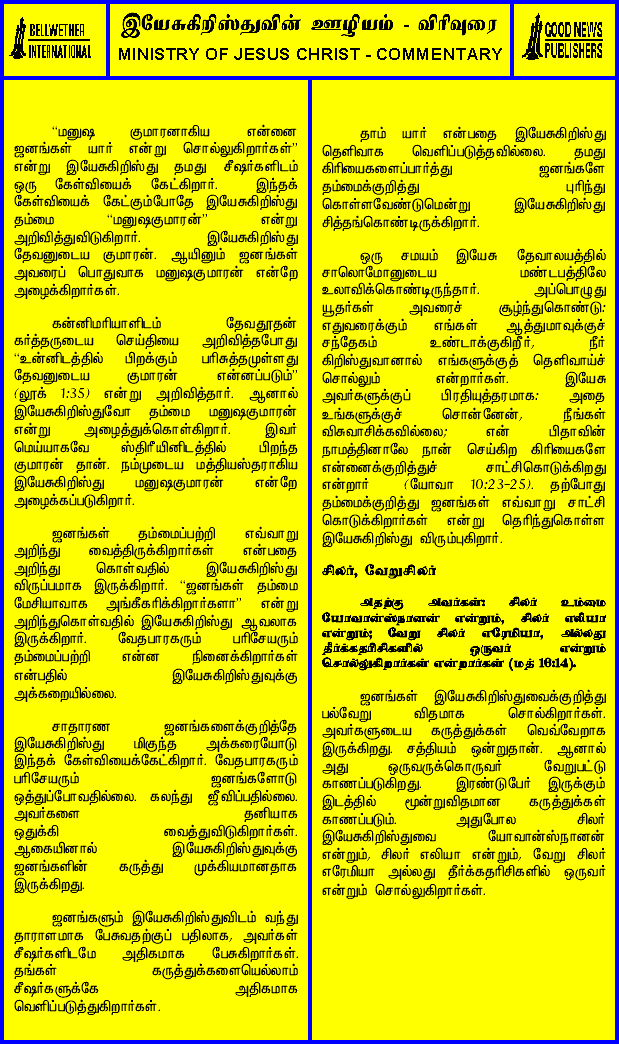 BELLWETHER
INTERNATIONAL
இயேசுகிறிஸ்துவின் ஊழியம் - விரிவுரை
MINISTRY OF JESUS CHRIST - COMMENTARY
GOOD NEWS
PUBLISHERS
“மனுஷ குமாரனாகிய என்னை
ஜனங்கள் யார் என்று சொல்லுகிறார்கள்”
என்று இயேசுகிறிஸ்து தமது சீஷர்களிடம்
ஒரு கேள்வியைக் கேட்கிறார். இந்தக்
கேள்வியைக் கேட்கும்போதே இயேசுகிறிஸ்து
தம்மை “மனுஷகுமாரன்” என்று
அறிவித்துவிடுகிறார். இயேசுகிறிஸ்து
தேவனுடைய குமாரன். ஆயினும் ஜனங்கள்
அவரைப் பொதுவாக மனுஷகுமாரன் என்றே
அழைக்கிறார்கள்.
கன்னிமரியாளிடம் தேவதூதன்
கர்த்தருடைய செய்தியை அறிவித்தபோது
“உன்னிடத்தில் பிறக்கும் பரிசுத்தமுள்ளது
தேவனுடைய குமாரன் என்னப்படும்”
(லூக் 1:35) என்று அறிவித்தார். ஆனால்
இயேசுகிறிஸ்துவோ தம்மை மனுஷகுமாரன்
என்று அழைத்துக்கொள்கிறார். இவர்
மெய்யாகவே ஸ்திரீயினிடத்தில் பிறந்த
குமாரன் தான். நம்முடைய மத்தியஸ்தராகிய
இயேசுகிறிஸ்து மனுஷகுமாரன் என்றே
அழைக்கப்படுகிறார்.
ஜனங்கள் தம்மைப்பற்றி எவ்வாறு
அறிந்து வைத்திருக்கிறார்கள் என்பதை
அறிந்து கொள்வதில் இயேசுகிறிஸ்து
விருப்பமாக இருக்கிறார். “ஜனங்கள் தம்மை
மேசியாவாக அங்கீகரிக்கிறார்களா” என்று
அறிந்துகொள்வதில் இயேசுகிறிஸ்து ஆவலாக
இருக்கிறார். வேதபாரகரும் பரிசேயரும்
தம்மைப்பற்றி என்ன நினைக்கிறார்கள்
என்பதில் இயேசுகிறிஸ்துவுக்கு
அக்கறையில்லை.
சாதாரண ஜனங்களைக்குறித்தே
இயேசுகிறிஸ்து மிகுந்த அக்கரையோடு
இந்தக் கேள்வியைக்கேட்கிறார். வேதபாரகரும்
பரிசேயரும் ஜனங்களோடு
ஒத்துப்போவதில்லை. கலந்து ஜீவிப்பதில்லை.
அவர்களை தனியாக
ஒதுக்கி வைத்துவிடுகிறார்கள்.
ஆகையினால் இயேசுகிறிஸ்துவுக்கு
ஜனங்களின் கருத்து முக்கியமானதாக
இருக்கிறது.
ஜனங்களும் இயேசுகிறிஸ்துவிடம் வந்து
தாராளமாக பேசுவதற்குப் பதிலாக, அவர்கள்
சீஷர்களிடமே அதிகமாக பேசுகிறார்கள்.
தங்கள் கருத்துக்களையெல்லாம்
சீஷர்களுக்கே அதிகமாக
வெளிப்படுத்துகிறார்கள்.
தாம் யார் என்பதை இயேசுகிறிஸ்து
தெளிவாக வெளிப்படுத்தவில்லை. தமது
கிரியைகளைப்பார்த்து ஜனங்களே
தம்மைக்குறித்து புரிந்து
கொள்ளவேண்டுமென்று இயேசுகிறிஸ்து
சித்தங்கொண்டிருக்கிறார்.
ஒரு சமயம் இயேசு தேவாலயத்தில்
சாலொமோனுடைய மண்டபத்திலே
உலாவிக்கொண்டிருந்தார். அப்பொழுது
யூதர்கள் அவரைச் சூழ்ந்துகொண்டு:
எதுவரைக்கும் எங்கள் ஆத்துமாவுக்குச்
சந்தேகம் உண்டாக்குகிறீர், நீர்
கிறிஸ்துவானால் எங்களுக்குத் தெளிவாய்ச்
சொல்லும் என்றார்கள். இயேசு
அவர்களுக்குப் பிரதியுத்தரமாக: அதை
உங்களுக்குச் சொன்னேன், நீங்கள்
விசுவாசிக்கவில்லை; என் பிதாவின்
நாமத்தினாலே நான் செய்கிற கிரியைகளே
என்னைக்குறித்துச் சாட்சிகொடுக்கிறது
என்றார் (யோவா 10:23-25). தற்போது
தம்மைக்குறித்து ஜனங்கள் எவ்வாறு சாட்சி
கொடுக்கிறார்கள் என்று தெரிந்துகொள்ள
இயேசுகிறிஸ்து விரும்புகிறார்.
சிலர், வேறுசிலர்
அதற்கு அவர்கள்: சிலர் உம்மை
யோவான்ஸ்நானன் என்றும், சிலர் எலியா
என்றும்; வேறு சிலர் எரேமியா, அல்லது
தீர்க்கதரிசிகளில் ஒருவர் என்றும்
சொல்லுகிறார்கள் என்றார்கள் (மத் 16:14).
ஜனங்கள் இயேசுகிறிஸ்துவைக்குறித்து
பல்வேறு விதமாக சொல்கிறார்கள்.
அவர்களுடைய கருத்துக்கள் வெவ்வேறாக
இருக்கிறது. சத்தியம் ஒன்றுதான். ஆனால்
அது ஒருவருக்கொருவர் வேறுபட்டு
காணப்படுகிறது. இரண்டுபேர் இருக்கும்
இடத்தில் மூன்றுவிதமான கருத்துக்கள்
காணப்படும். அதுபோல சிலர்
இயேசுகிறிஸ்துவை யோவான்ஸ்நானன்
என்றும், சிலர் எலியா என்றும், வேறு சிலர்
எரேமியா அல்லது தீர்க்கதரிசிகளில் ஒருவர்
என்றும் சொல்லுகிறார்கள்.